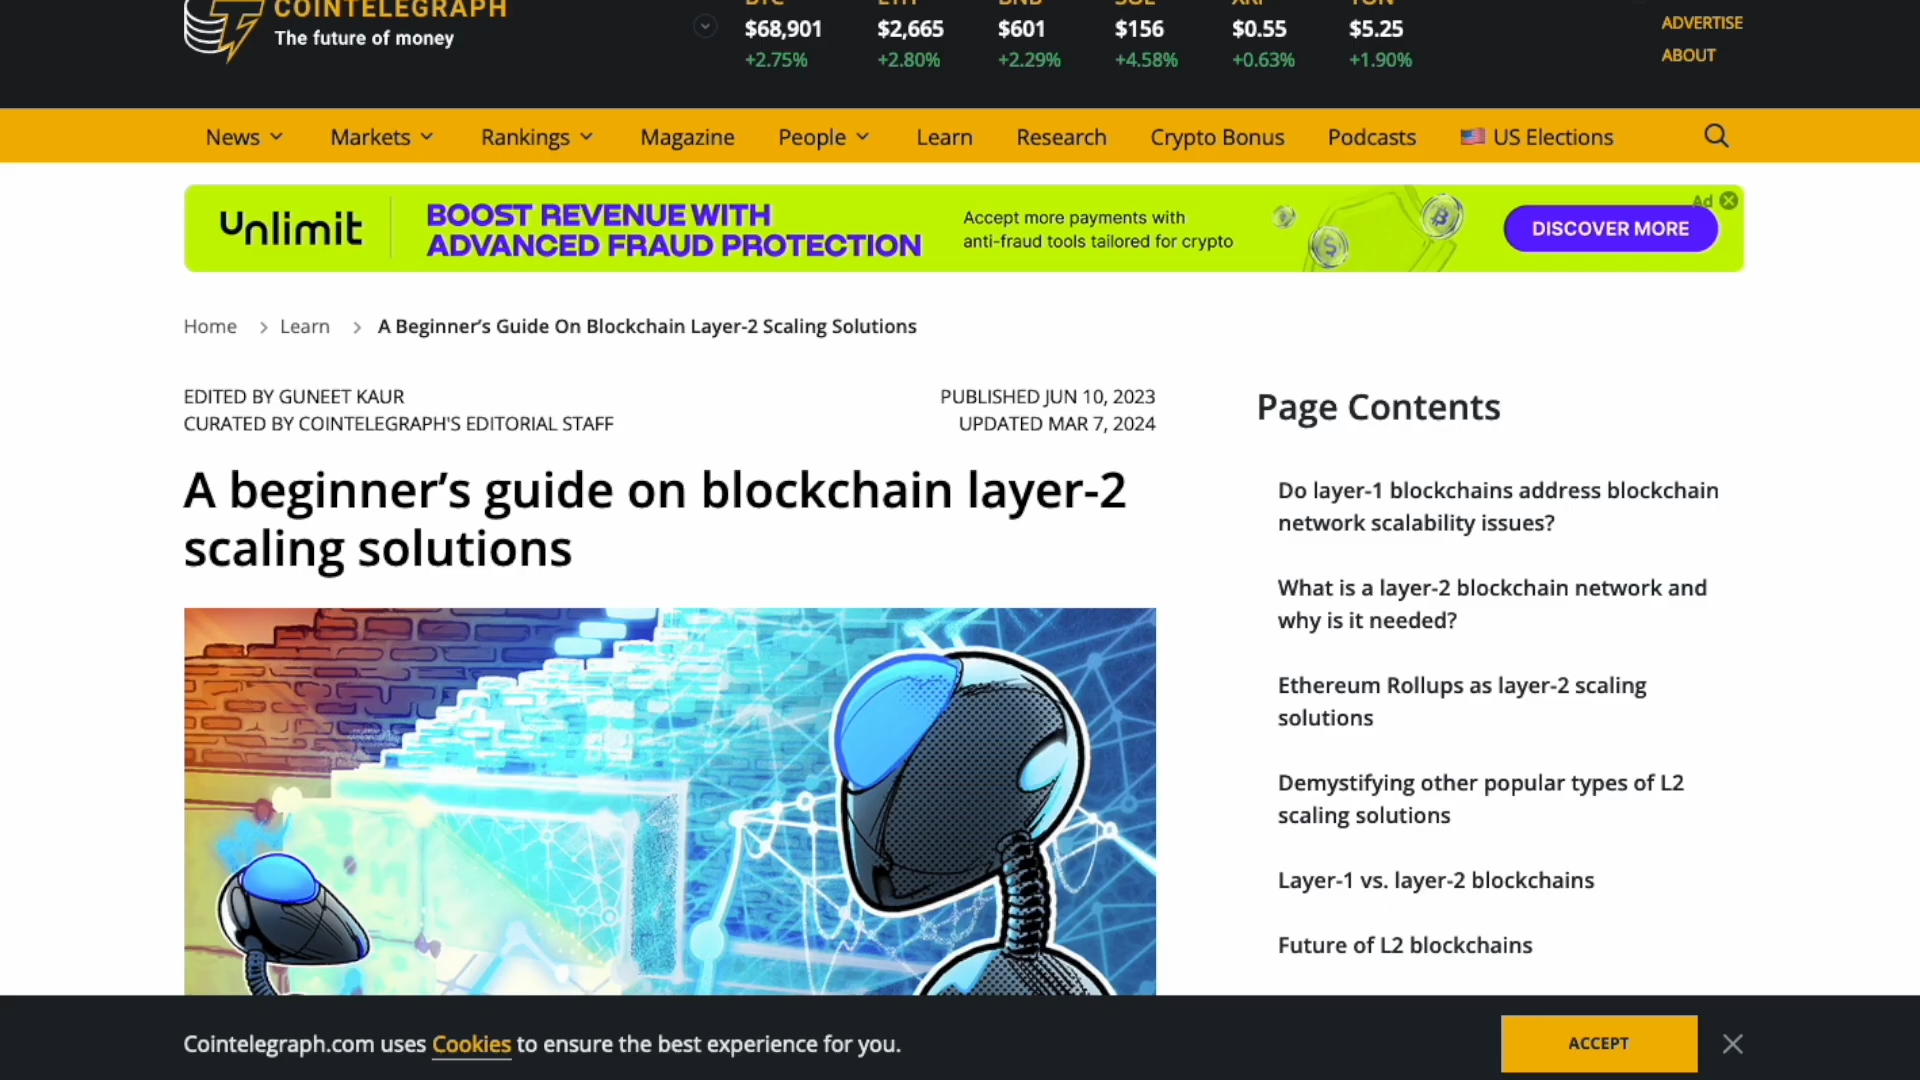 COINTELEGRAPH
The future of money
BTC ETH BNB SOL XRP TON
$68,901 $2,665 $601 $156 $0.55 $5.25
+2.75% +2.80% +2.29% +4.58% +0.63% +1.90%
ADVERTISE
ABOUT
News Markets Rankings Magazine People Learn Research Crypto Bonus Podcasts US Elections
Unlimit
BOOST REVENUE WITH
ADVANCED FRAUD PROTECTION
Accept more payments with
anti-fraud tools tailored for crypto
DISCOVER MORE
Ad
Home > Learn > A Beginner’s Guide On Blockchain Layer-2 Scaling Solutions
EDITED BY GUNEET KAUR
CURATED BY COINTELEGRAPH'S EDITORIAL STAFF
PUBLISHED JUN 10, 2023
UPDATED MAR 7, 2024
A beginner’s guide on blockchain layer-2
scaling solutions
Page Contents
Do layer-1 blockchains address blockchain
network scalability issues?
What is a layer-2 blockchain network and
why is it needed?
Ethereum Rollups as layer-2 scaling
solutions
Demystifying other popular types of L2
scaling solutions
Layer-1 vs. layer-2 blockchains
Future of L2 blockchains
Cointelegraph.com uses Cookies to ensure the best experience for you.
ACCEPT